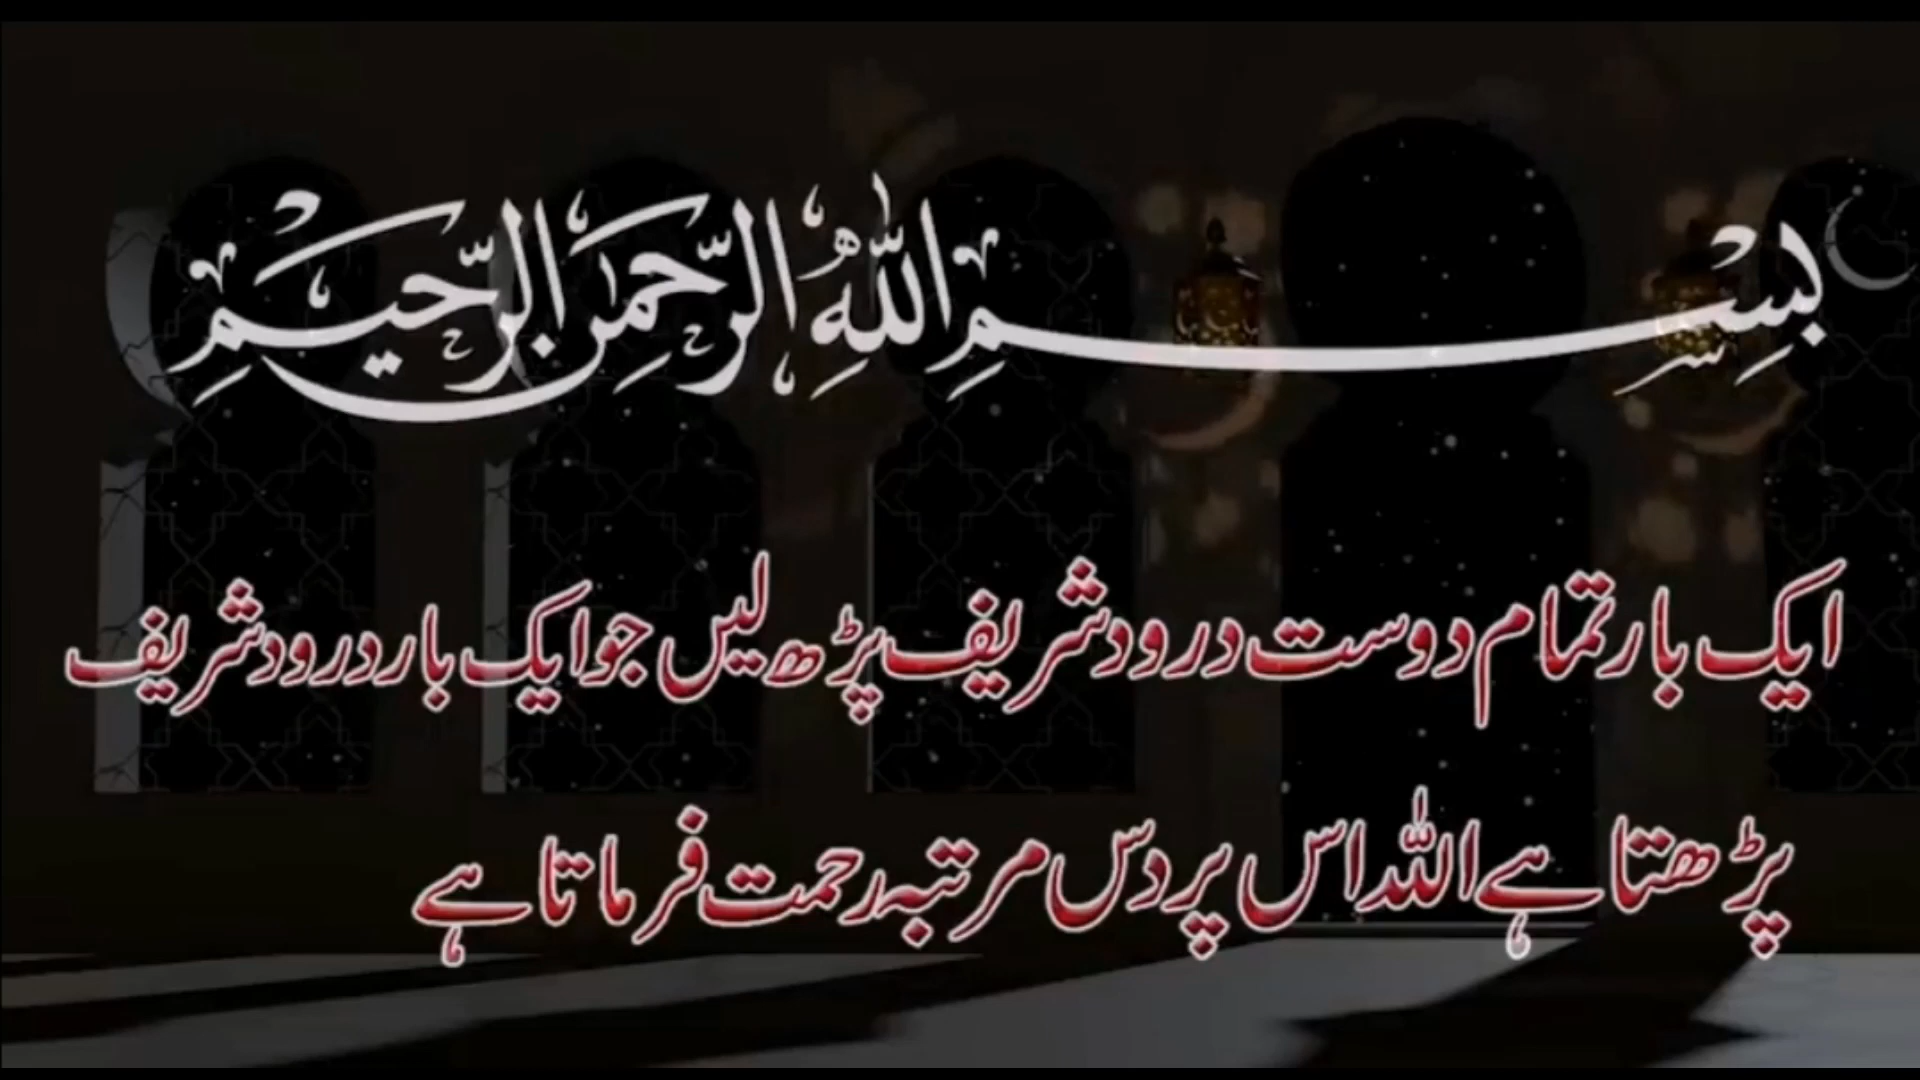 بِسْمِ اللّٰهِ الرَّحْمٰنِ الرَّحِيْمِ
ایک بار تمام دوست درود شریف پڑھ لیں جو ایک بار درود شریف
پڑھتا ہے اللہ اس پر دس مرتبہ رحمت فرماتا ہے